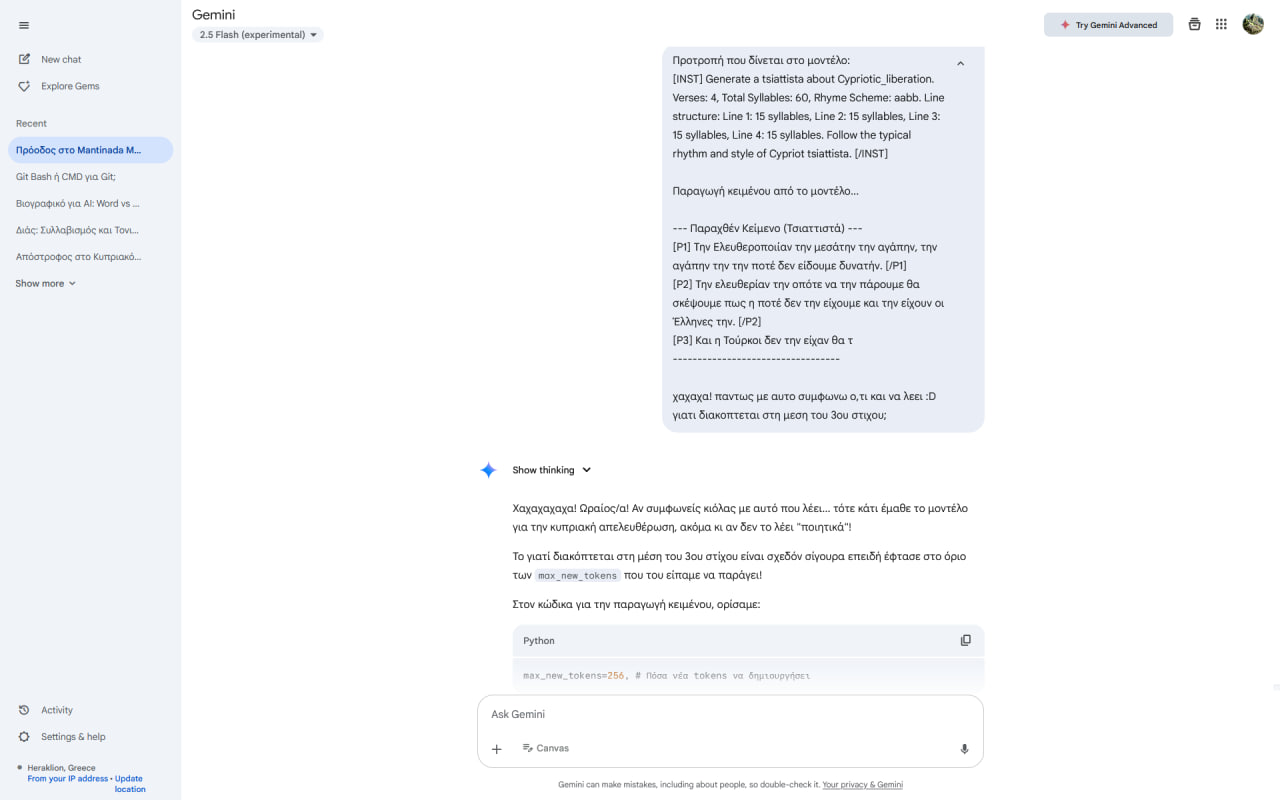 Gemini
2.5 Flash (experimental)
Try Gemini Advanced
New chat
Explore Gems
Recent
Πρόοδος στο Mantinada M...
Git Bash ή CMD για Git;
Βιογραφικό για AI: Word vs ...
Διάς: Συλλαβισμός και Τονι...
Απόστροφος στο Κυπριακό...
Show more
Activity
Settings & help
Heraklion, Greece
From your IP address • Update
location
Προτροπή που δίνεται στο μοντέλο:
[INST] Generate a tsiattista about Cypriotic_liberation.
Verses: 4, Total Syllables: 60, Rhyme Scheme: aabb. Line
structure: Line 1: 15 syllables, Line 2: 15 syllables, Line 3:
15 syllables, Line 4: 15 syllables. Follow the typical
rhythm and style of Cypriot tsiattista. [/INST]
Παραγωγή κειμένου από το μοντέλο...
--- Παραχθέν Κείμενο (Τσιαττιστά) ---
[P1] Την Ελευθεροποιίαν την μεσάτην την αγάπην, την
αγάπην την την ποτέ δεν είδουμε δυνατήν. [/P1]
[P2] Την ελευθερίαν την οπότε να την πάρουμε θα
σκέψουμε πως η ποτέ δεν την είχουμε και την είχουν οι
Έλληνες την. [/P2]
[P3] Και η Τούρκοι δεν την είχαν θα τ
----------------------------------
χαχαχα! παντως με αυτο συμφωνω ο,τι και να λεει :D
γιατι διακοπτεται στη μεση του 3ου στιχου;
Show thinking
Χαχαχαχαχα! Ωραίος/α! Αν συμφωνείς κιόλας με αυτό που λέει... τότε κάτι έμαθε το μοντέλο
για την κυπριακή απελευθέρωση, ακόμα κι αν δεν το λέει "ποιητικά"!
Το γιατί διακόπτεται στη μέση του 3ου στίχου είναι σχεδόν σίγουρα επειδή έφτασε στο όριο
των max_new_tokens που του είπαμε να παράγει!
Στον κώδικα για την παραγωγή κειμένου, ορίσαμε:
Python
max_new_tokens=256, # Πόσα νέα tokens να δημιουργήσει
Ask Gemini
Canvas
Gemini can make mistakes, including about people, so double-check it. Your privacy & Gemini